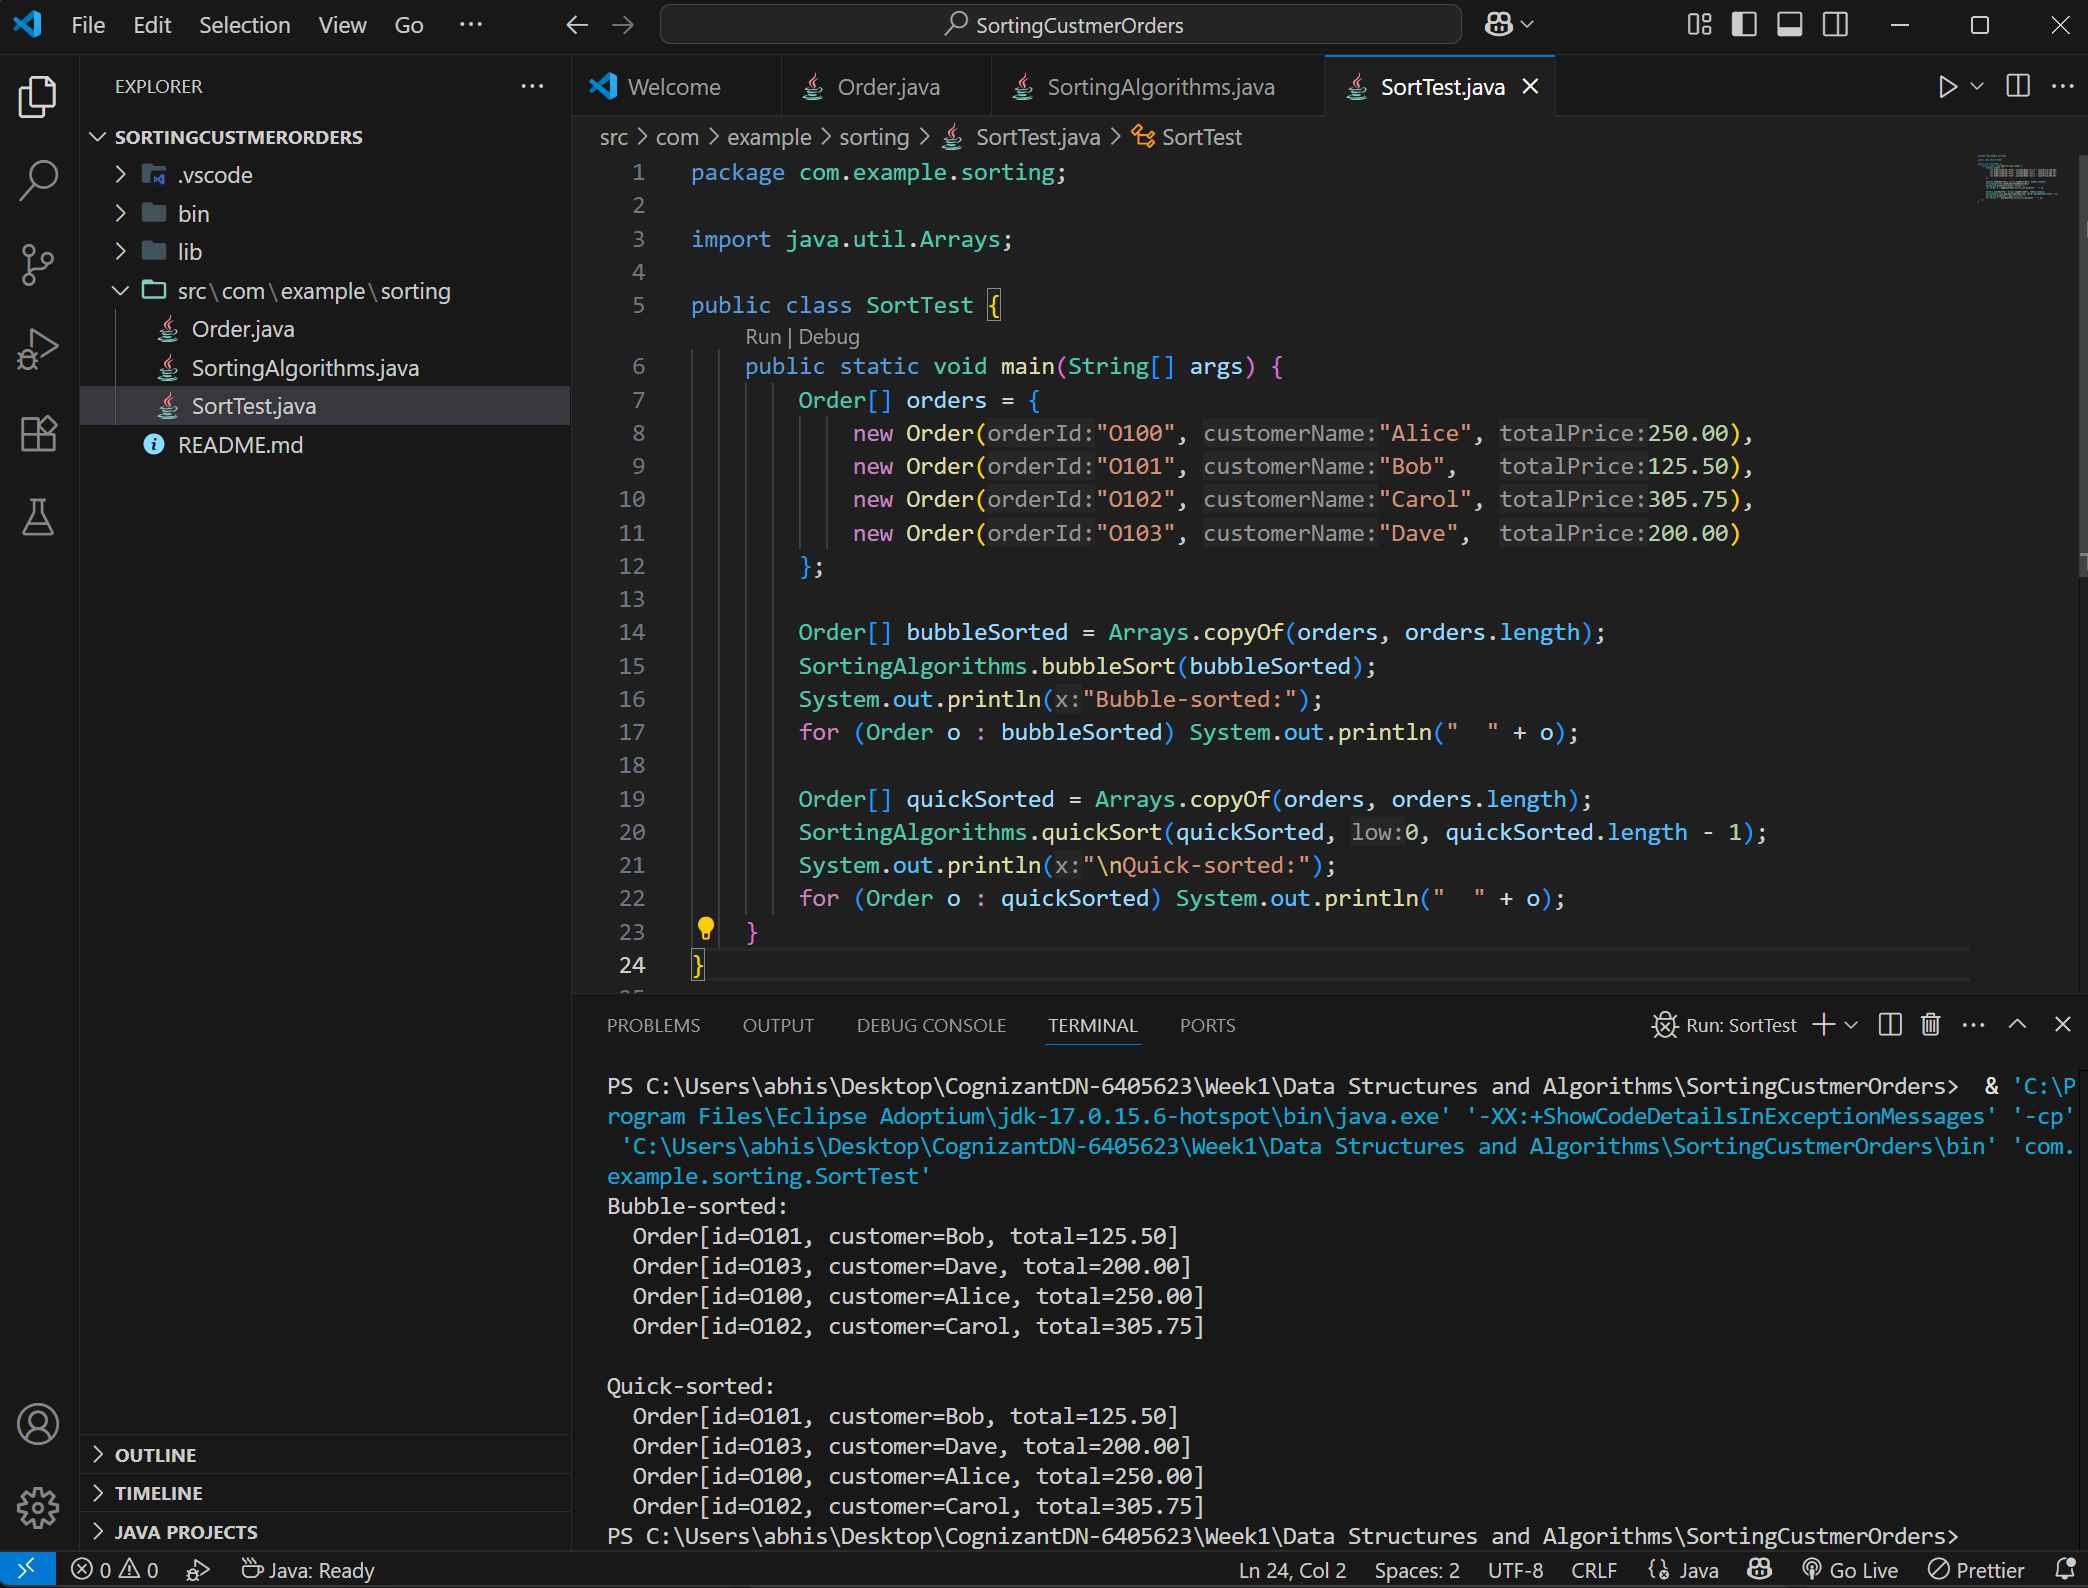 File Edit Selection View Go ··· SortingCustmerOrders
EXPLORER ···
Welcome Order.java SortingAlgorithms.java SortTest.java
SORTINGCUSTMERORDERS
.vscode
bin
lib
src\com\example\sorting
Order.java
SortingAlgorithms.java
SortTest.java
README.md
OUTLINE
TIMELINE
JAVA PROJECTS
src > com > example > sorting > SortTest.java > SortTest
1 package com.example.sorting;
2
3 import java.util.Arrays;
4
5 public class SortTest {
Run | Debug
6 public static void main(String[] args) {
7 Order[] orders = {
8 new Order(orderId:"O100", customerName:"Alice", totalPrice:250.00),
9 new Order(orderId:"O101", customerName:"Bob", totalPrice:125.50),
10 new Order(orderId:"O102", customerName:"Carol", totalPrice:305.75),
11 new Order(orderId:"O103", customerName:"Dave", totalPrice:200.00)
12 };
13
14 Order[] bubbleSorted = Arrays.copyOf(orders, orders.length);
15 SortingAlgorithms.bubbleSort(bubbleSorted);
16 System.out.println(x:"Bubble-sorted:");
17 for (Order o : bubbleSorted) System.out.println("  " + o);
18
19 Order[] quickSorted = Arrays.copyOf(orders, orders.length);
20 SortingAlgorithms.quickSort(quickSorted, low:0, quickSorted.length - 1);
21 System.out.println(x:"\nQuick-sorted:");
22 for (Order o : quickSorted) System.out.println("  " + o);
23 }
24 }
PROBLEMS OUTPUT DEBUG CONSOLE TERMINAL PORTS Run: SortTest
PS C:\Users\abhis\Desktop\CognizantDN-6405623\Week1\Data Structures and Algorithms\SortingCustmerOrders>  & 'C:\P
rogram Files\Eclipse Adoptium\jdk-17.0.15.6-hotspot\bin\java.exe' '-XX:+ShowCodeDetailsInExceptionMessages' '-cp'
'C:\Users\abhis\Desktop\CognizantDN-6405623\Week1\Data Structures and Algorithms\SortingCustmerOrders\bin' 'com.
example.sorting.SortTest'
Bubble-sorted:
Order[id=O101, customer=Bob, total=125.50]
Order[id=O103, customer=Dave, total=200.00]
Order[id=O100, customer=Alice, total=250.00]
Order[id=O102, customer=Carol, total=305.75]
Quick-sorted:
Order[id=O101, customer=Bob, total=125.50]
Order[id=O103, customer=Dave, total=200.00]
Order[id=O100, customer=Alice, total=250.00]
Order[id=O102, customer=Carol, total=305.75]
PS C:\Users\abhis\Desktop\CognizantDN-6405623\Week1\Data Structures and Algorithms\SortingCustmerOrders>
0 0 Java: Ready Ln 24, Col 2 Spaces: 2 UTF-8 CRLF Java Go Live Prettier